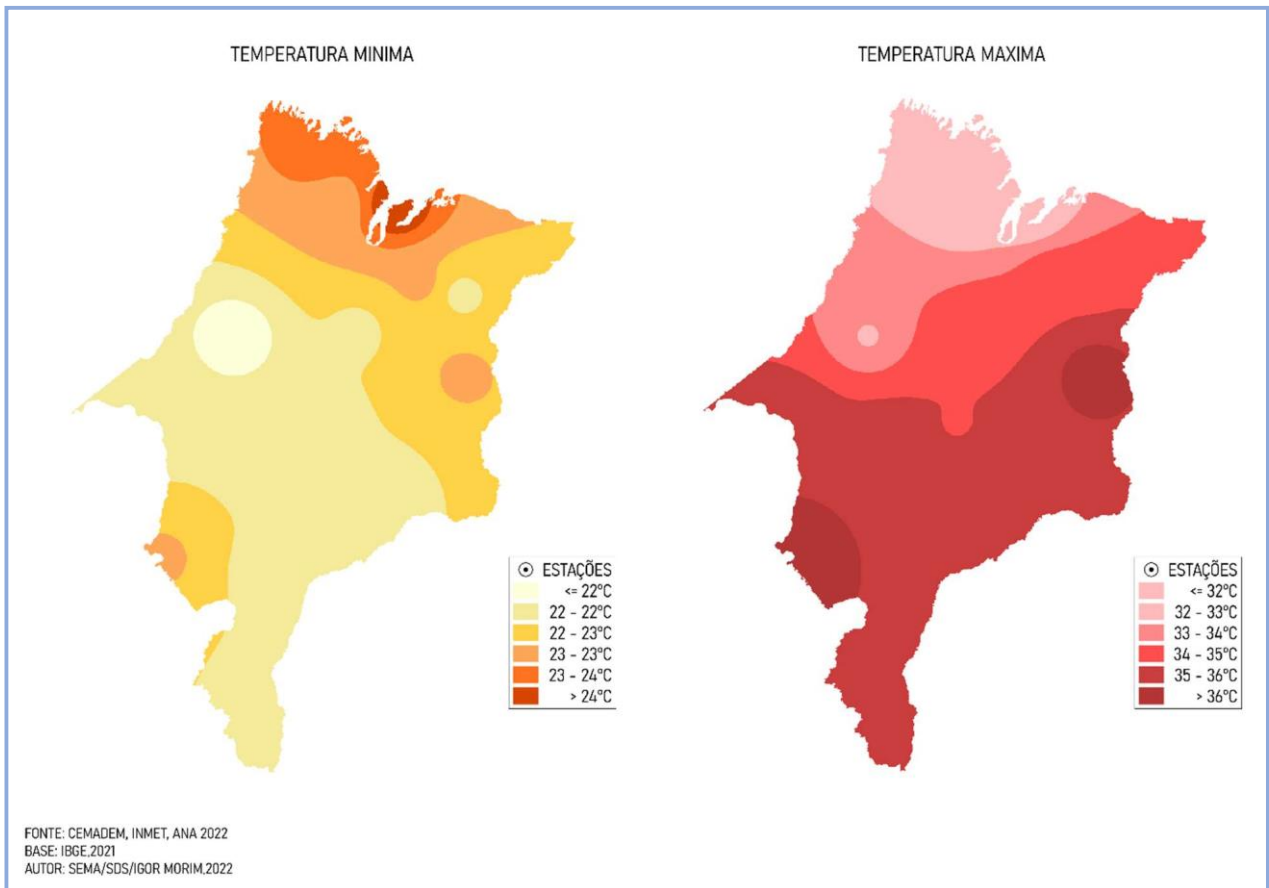 TEMPERATURA MINIMA
TEMPERATURA MAXIMA
ESTAÇÕES
<= 22°C
22 - 22°C
22 - 23°C
23 - 23°C
23 - 24°C
> 24°C
ESTAÇÕES
<= 32°C
32 - 33°C
33 - 34°C
34 - 35°C
35 - 36°C
> 36°C
FONTE: CEMADEM, INMET, ANA 2022
BASE: IBGE,2021
AUTOR: SEMA/SDS/IGOR MORIM,2022